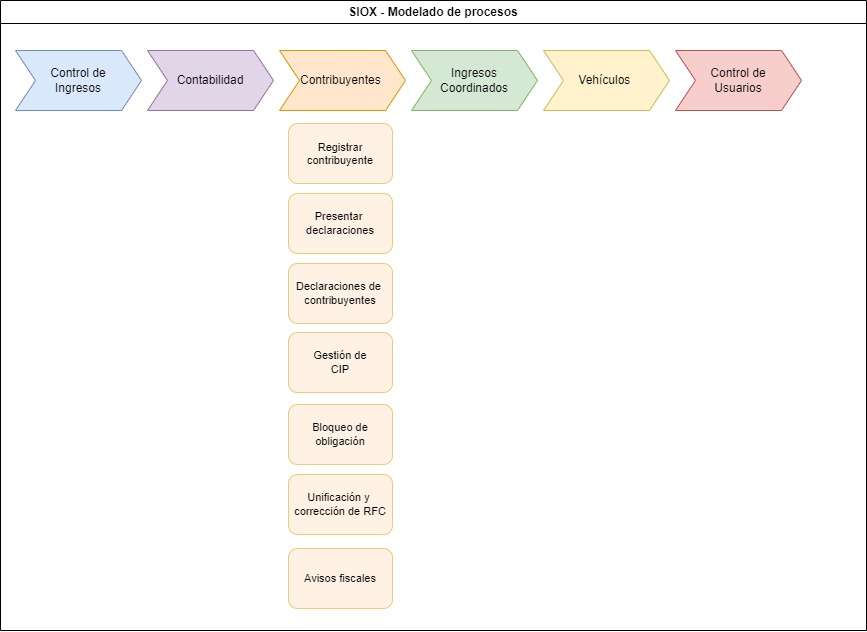 SIOX - Modelado de procesos
Control de
Ingresos
Contabilidad
Contribuyentes
Ingresos
Coordinados
Vehículos
Control de
Usuarios
Registrar
contribuyente
Presentar
declaraciones
Declaraciones de
contribuyentes
Gestión de
CIP
Bloqueo de
obligación
Unificación y
corrección de RFC
Avisos fiscales